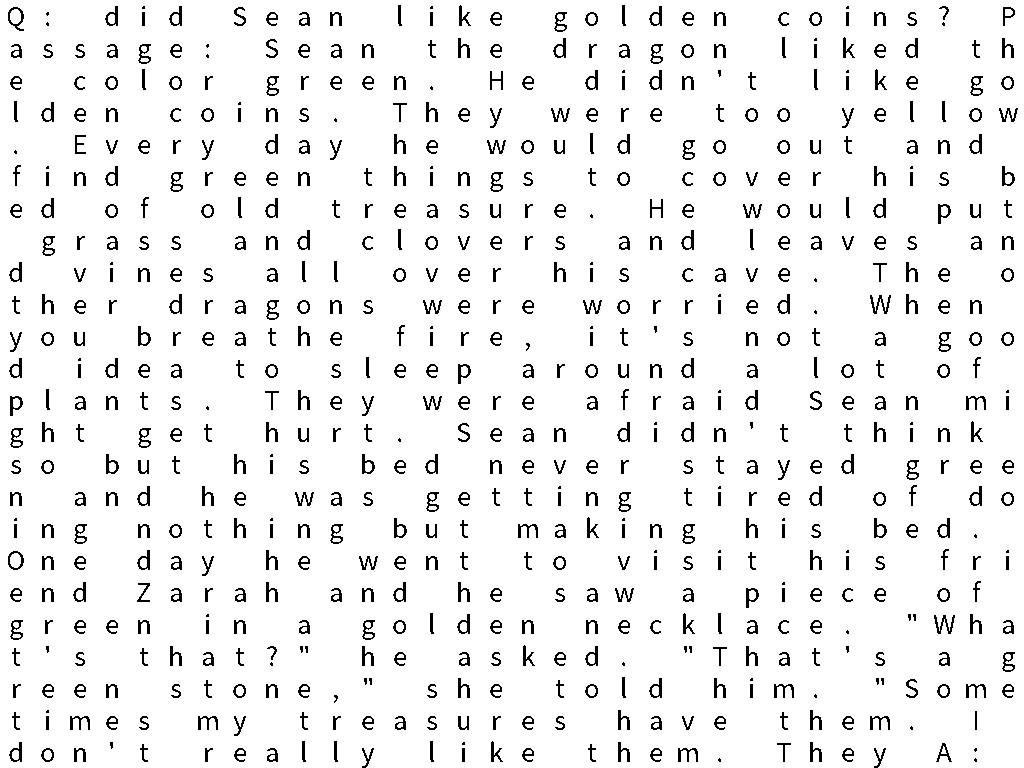 Q: did Sean like golden coins? P
assage: Sean the dragon liked th
e color green. He didn't like go
lden coins. They were too yellow
. Every day he would go out and
find green things to cover his b
ed of old treasure. He would put
 grass and clovers and leaves an
d vines all over his cave. The o
ther dragons were worried. When
you breathe fire, it's not a goo
d idea to sleep around a lot of
plants. They were afraid Sean mi
ght get hurt. Sean didn't think
so but his bed never stayed gree
n and he was getting tired of do
ing nothing but making his bed.
One day he went to visit his fri
end Zarah and he saw a piece of
green in a golden necklace. "Wha
t's that?" he asked. "That's a g
reen stone," she told him. "Some
times my treasures have them. I
don't really like them. They A: